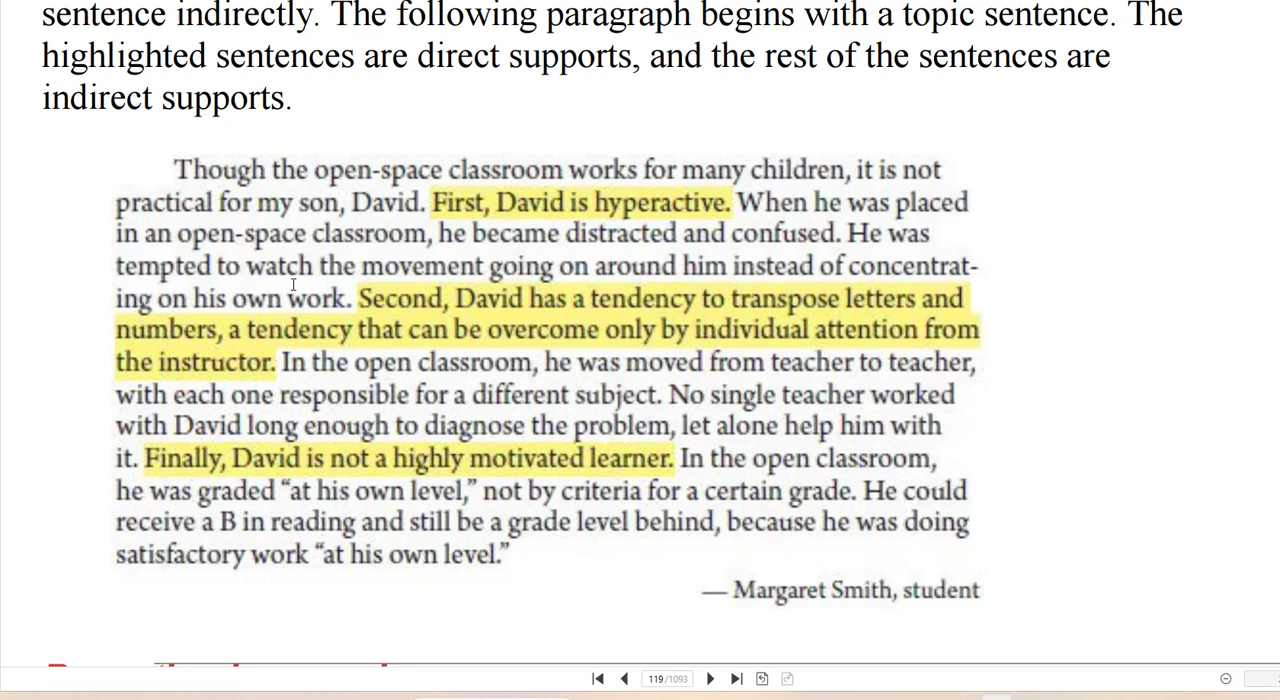 sentence indirectly. The following paragraph begins with a topic sentence. The
highlighted sentences are direct supports, and the rest of the sentences are
indirect supports.
Though the open-space classroom works for many children, it is not
practical for my son, David. First, David is hyperactive. When he was placed
in an open-space classroom, he became distracted and confused. He was
tempted to watch the movement going on around him instead of concentrat-
ing on his own work. Second, David has a tendency to transpose letters and
numbers, a tendency that can be overcome only by individual attention from
the instructor. In the open classroom, he was moved from teacher to teacher,
with each one responsible for a different subject. No single teacher worked
with David long enough to diagnose the problem, let alone help him with
it. Finally, David is not a highly motivated learner. In the open classroom,
he was graded “at his own level,” not by criteria for a certain grade. He could
receive a B in reading and still be a grade level behind, because he was doing
satisfactory work “at his own level.”
— Margaret Smith, student
119/1093